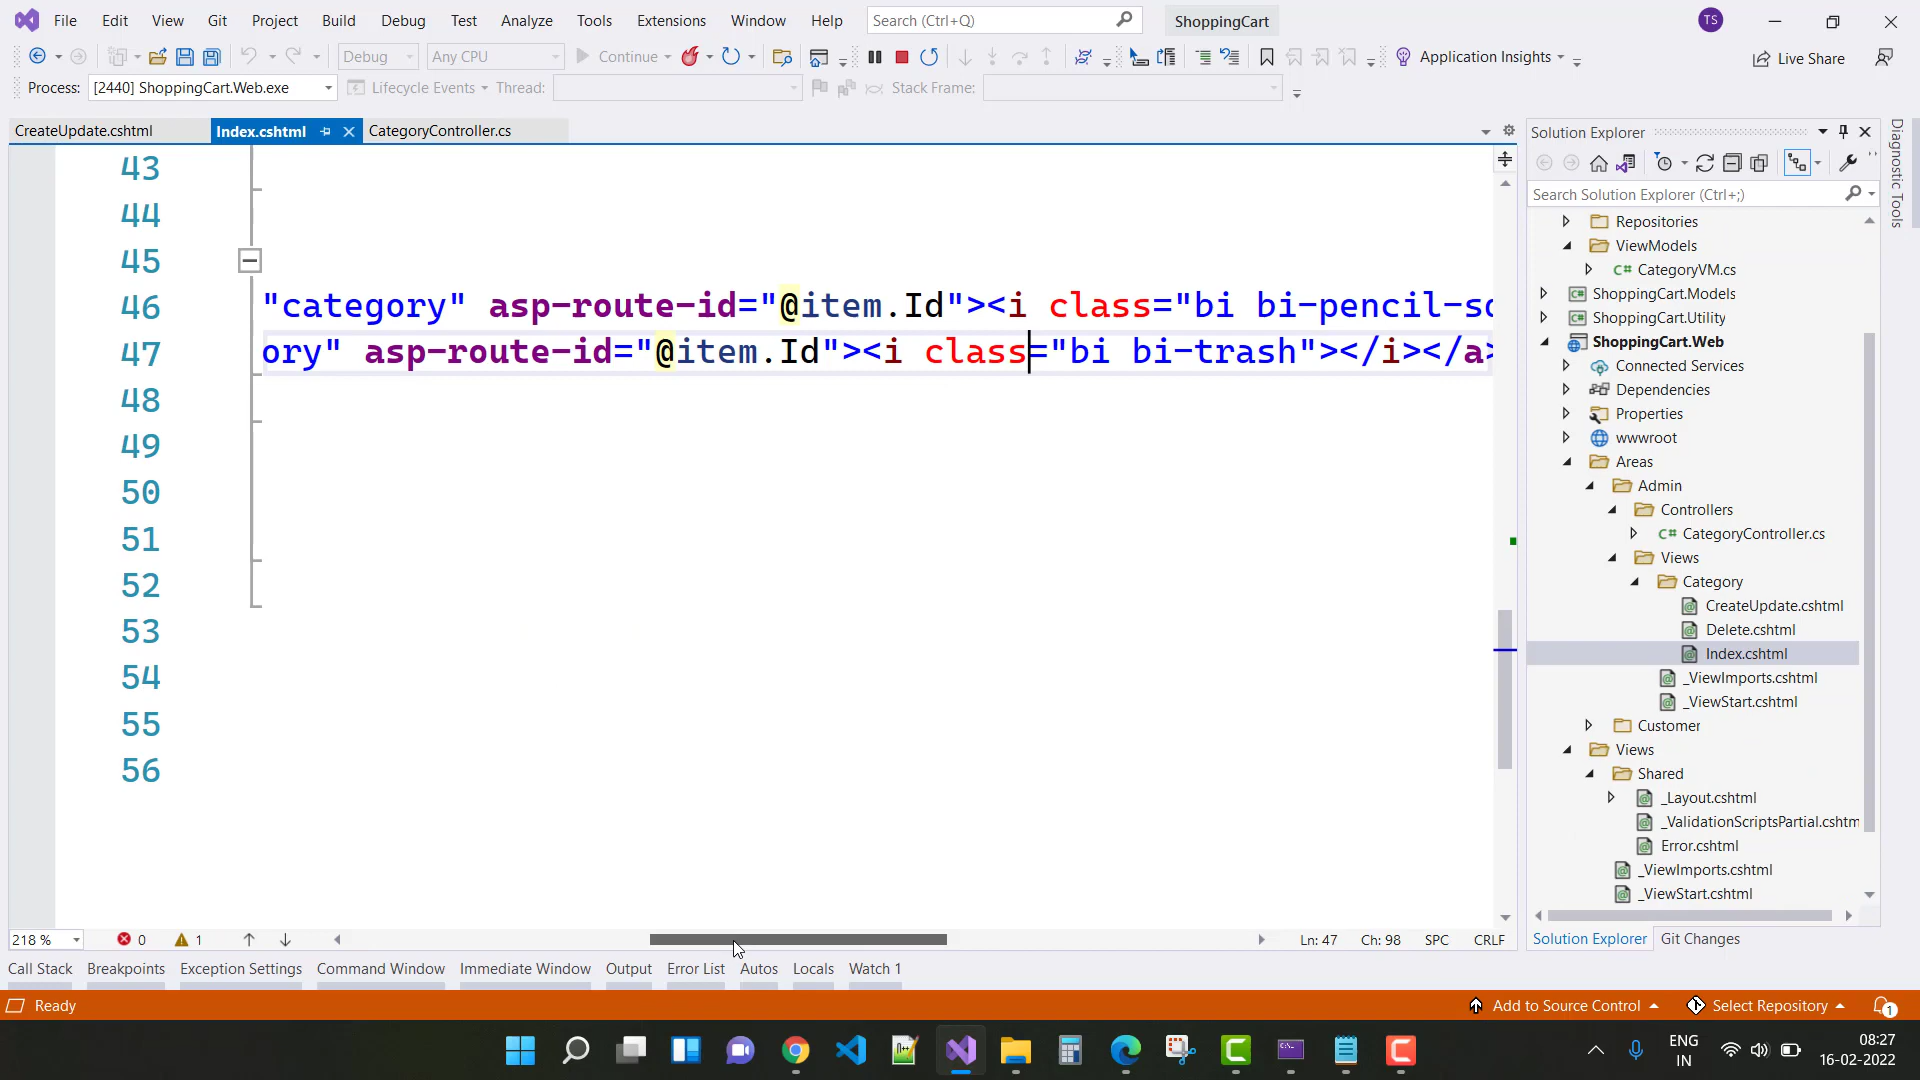 File Edit View Git Project Build Debug Test Analyze Tools Extensions Window Help Search (Ctrl+Q) ShoppingCart TS
Debug Any CPU Continue Application Insights Live Share
Process: [2440] ShoppingCart.Web.exe Lifecycle Events Thread: Stack Frame:
CreateUpdate.cshtml Index.cshtml CategoryController.cs
43
44
45
46 "category" asp-route-id="@item.Id"><i class="bi bi-pencil-sq
47 ory" asp-route-id="@item.Id"><i class="bi bi-trash"></i></a>
48
49
50
51
52
53
54
55
56
218 % 0 1 Ln: 47 Ch: 98 SPC CRLF
Solution Explorer
Search Solution Explorer (Ctrl+;)
Repositories
ViewModels
C# CategoryVM.cs
ShoppingCart.Models
ShoppingCart.Utility
ShoppingCart.Web
Connected Services
Dependencies
Properties
wwwroot
Areas
Admin
Controllers
C# CategoryController.cs
Views
Category
CreateUpdate.cshtml
Delete.cshtml
Index.cshtml
_ViewImports.cshtml
_ViewStart.cshtml
Customer
Views
Shared
_Layout.cshtml
_ValidationScriptsPartial.cshtm
Error.cshtml
_ViewImports.cshtml
_ViewStart.cshtml
Solution Explorer Git Changes
Diagnostic Tools
Call Stack Breakpoints Exception Settings Command Window Immediate Window Output Error List Autos Locals Watch 1
Ready Add to Source Control Select Repository 1
ENG
IN
08:27
16-02-2022